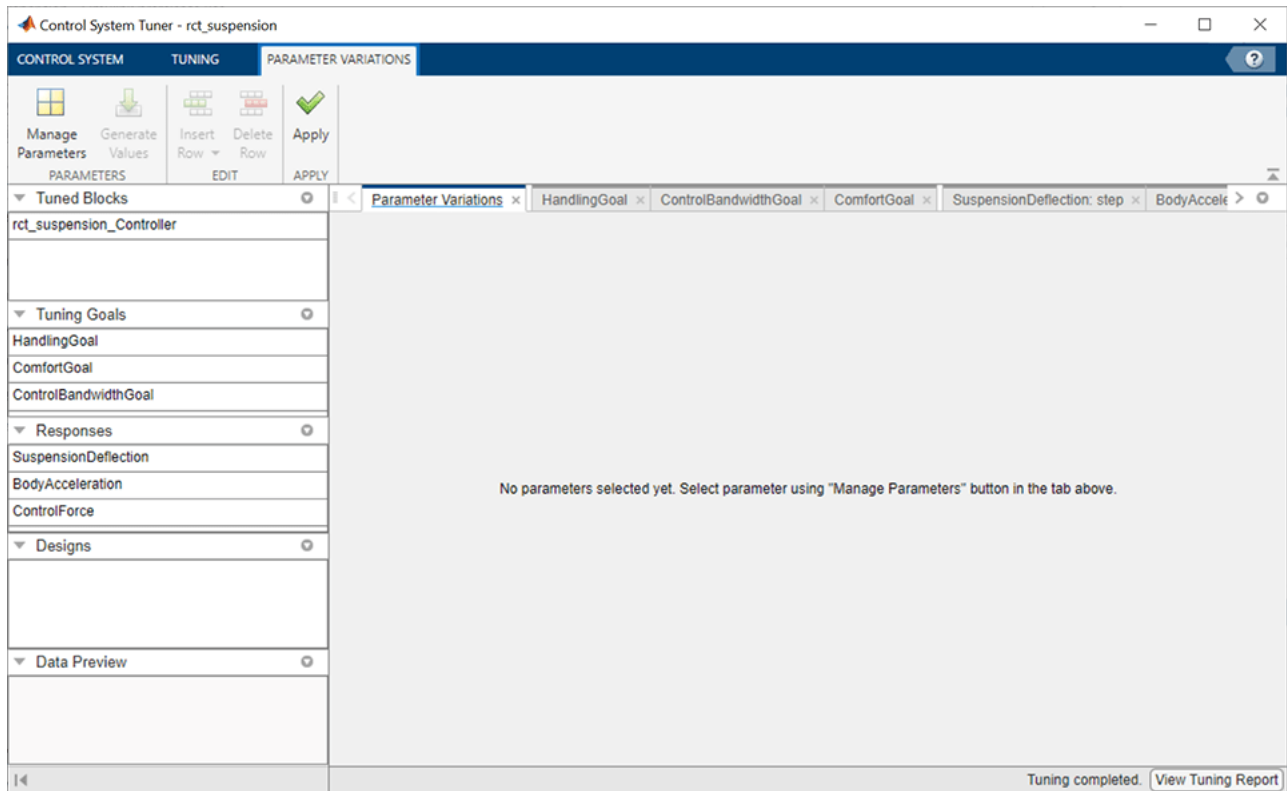 Control System Tuner - rct_suspension
CONTROL SYSTEM TUNING PARAMETER VARIATIONS
?
Manage Parameters
Generate Values
Insert Row
Delete Row
Apply
PARAMETERS EDIT APPLY
Tuned Blocks
rct_suspension_Controller
Tuning Goals
HandlingGoal
ComfortGoal
ControlBandwidthGoal
Responses
SuspensionDeflection
BodyAcceleration
ControlForce
Designs
Data Preview
Parameter Variations HandlingGoal ControlBandwidthGoal ComfortGoal SuspensionDeflection: step BodyAccele
No parameters selected yet. Select parameter using "Manage Parameters" button in the tab above.
Tuning completed. View Tuning Report